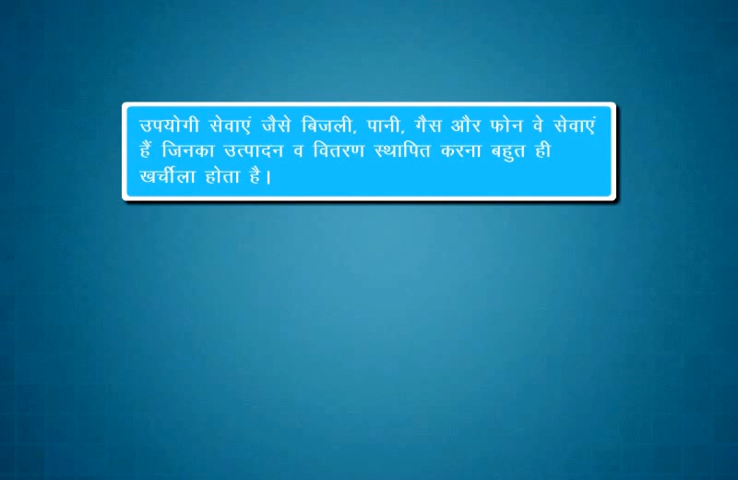 उपयोगी सेवाएं जैसे बिजली, पानी, गैस और फोन वे सेवाएं
हैं जिनका उत्पादन व वितरण स्थापित करना बहुत ही
खर्चीला होता है।